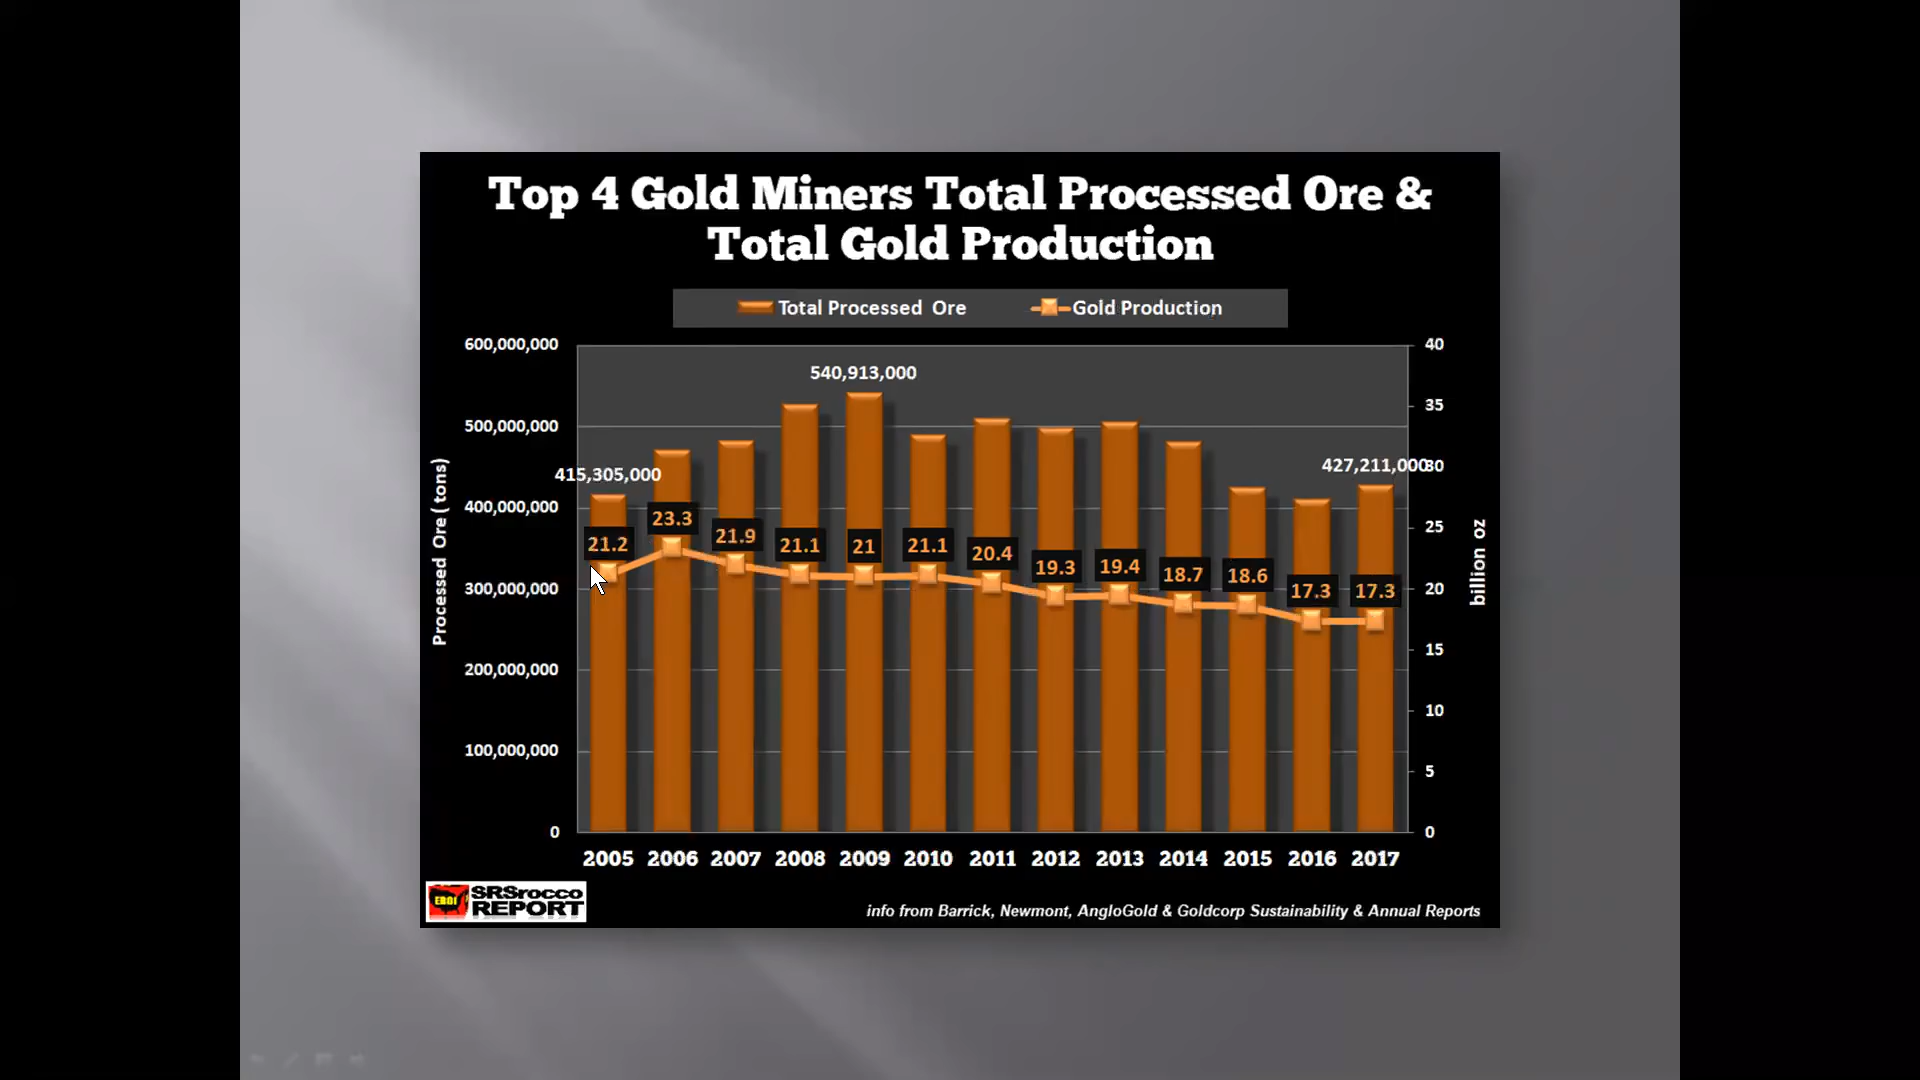 Top 4 Gold Miners Total Processed Ore &
Total Gold Production
Total Processed Ore
Gold Production
600,000,000
500,000,000
400,000,000
300,000,000
200,000,000
100,000,000
0
Processed Ore ( tons)
415,305,000
540,913,000
427,211,000
21.2
23.3
21.9
21.1
21
21.1
20.4
19.3
19.4
18.7
18.6
17.3
17.3
40
35
30
25
20
15
10
5
0
billion oz
2005 2006 2007 2008 2009 2010 2011 2012 2013 2014 2015 2016 2017
EROI
SRSrocco
REPORT
info from Barrick, Newmont, AngloGold & Goldcorp Sustainability & Annual Reports